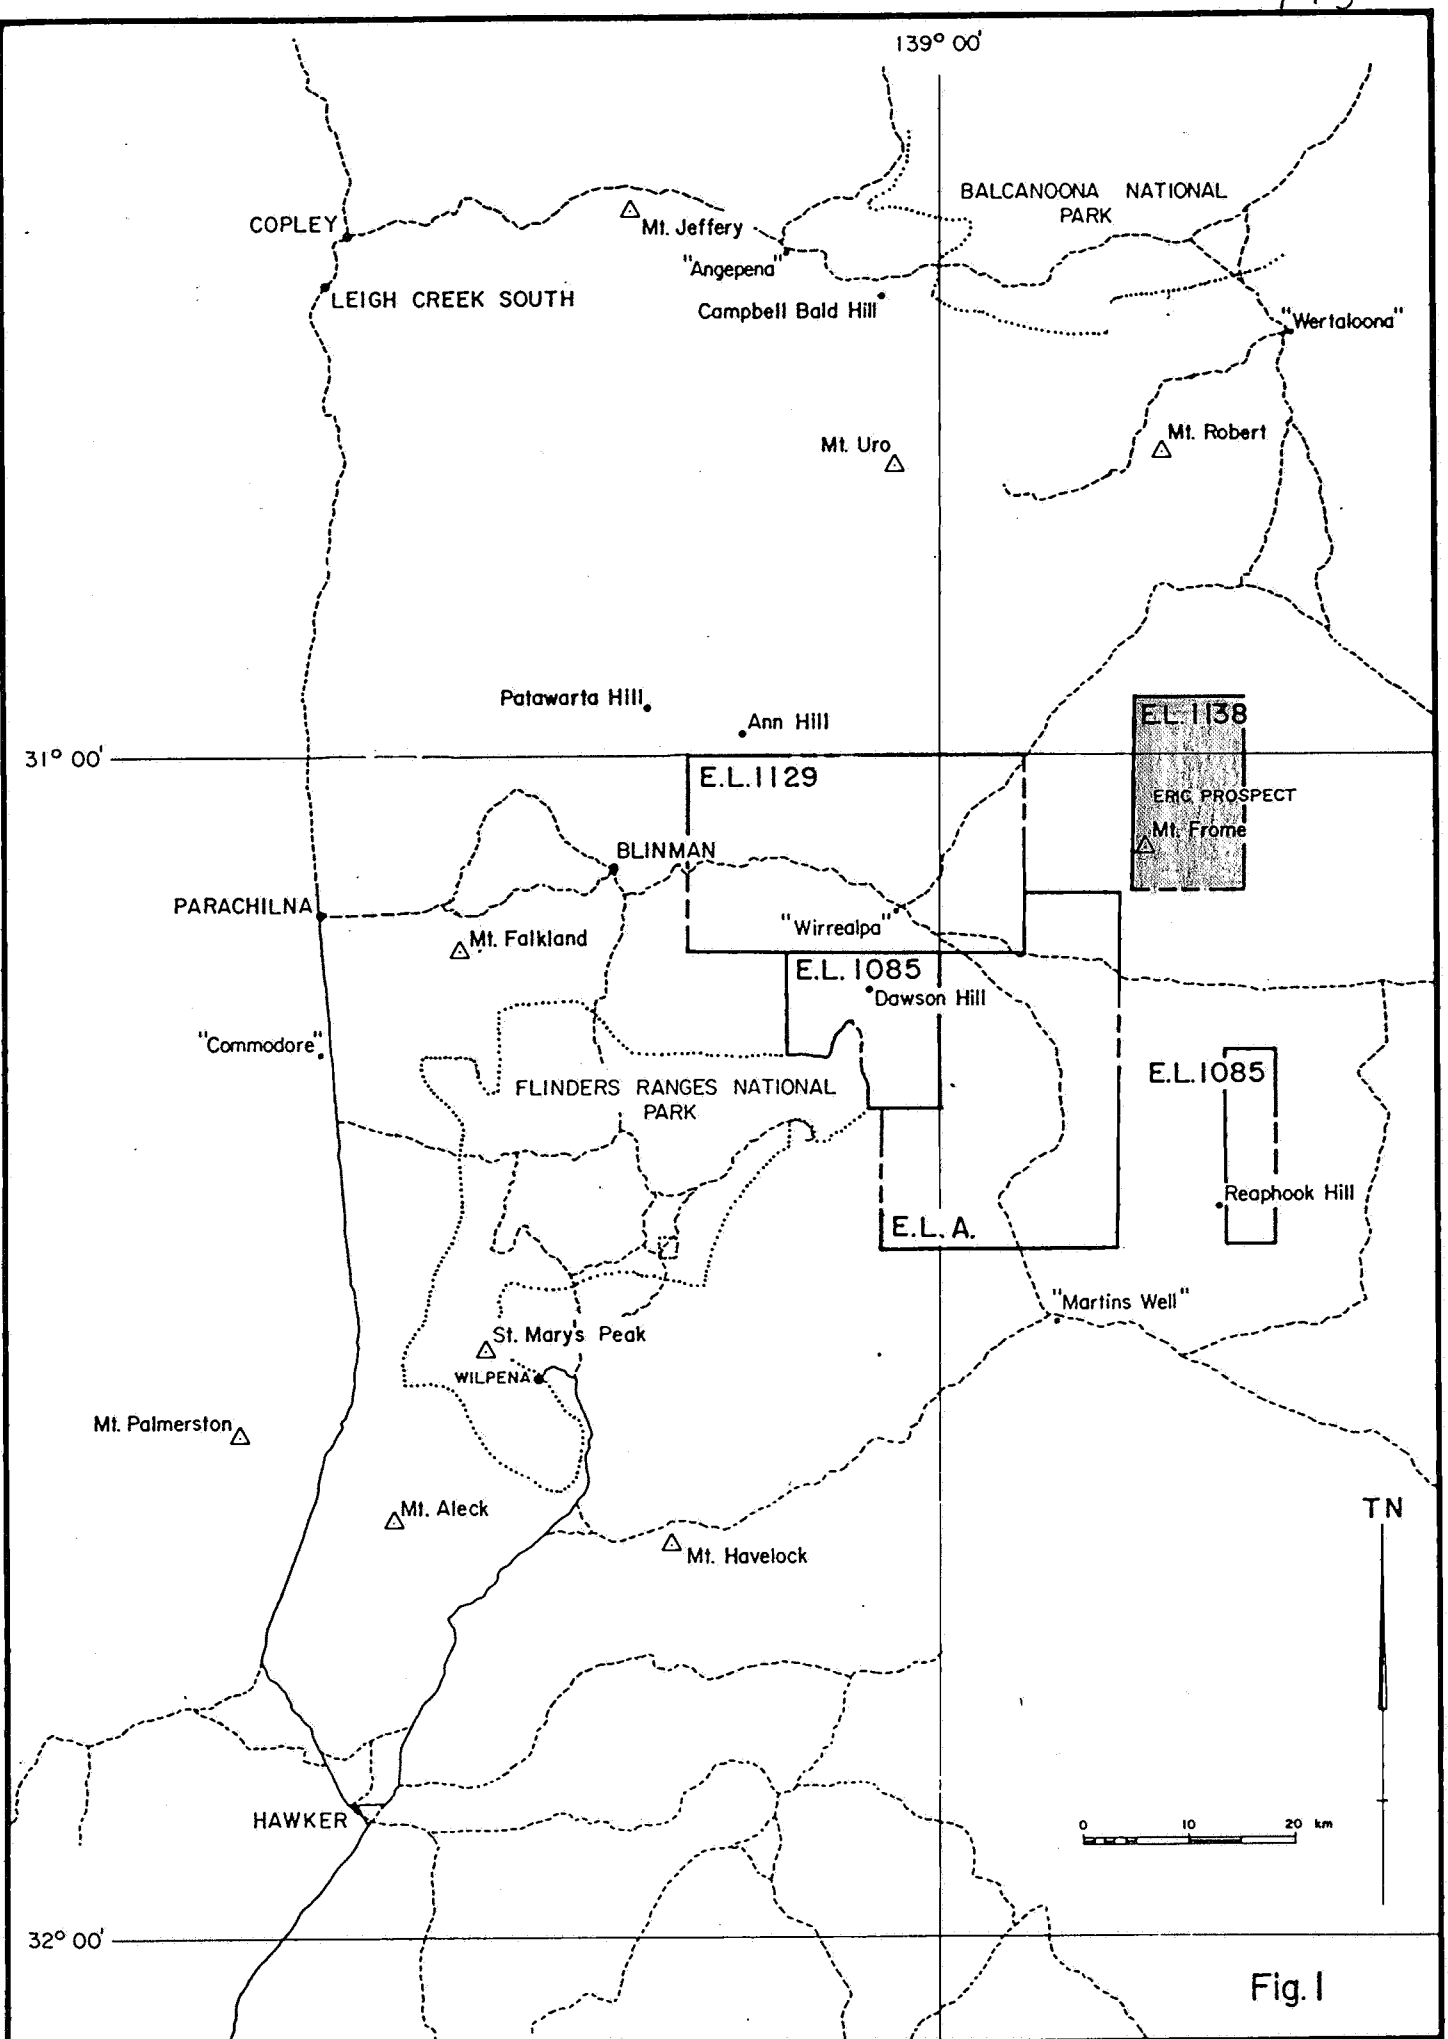 139° 00'
BALCANOONA NATIONAL
PARK
COPLEY
Mt. Jeffery
"Angepena"
LEIGH CREEK SOUTH
Campbell Bald Hill
"Wertaloona"
Mt. Uro
Mt. Robert
Patawarta Hill
Ann Hill
E.L. 1138
31° 00'
E.L. 1129
ERIC PROSPECT
Mt. Frome
BLINMAN
PARACHILNA
"Wirrealpa"
Mt. Falkland
E.L. 1085
Dawson Hill
"Commodore"
E.L. 1085
FLINDERS RANGES NATIONAL
PARK
Reaphook Hill
E.L.A.
"Martins Well"
St. Marys Peak
WILPENA
Mt. Palmerston
Mt. Aleck
TN
Mt. Havelock
HAWKER
0 10 20 km
32° 00'
Fig. 1